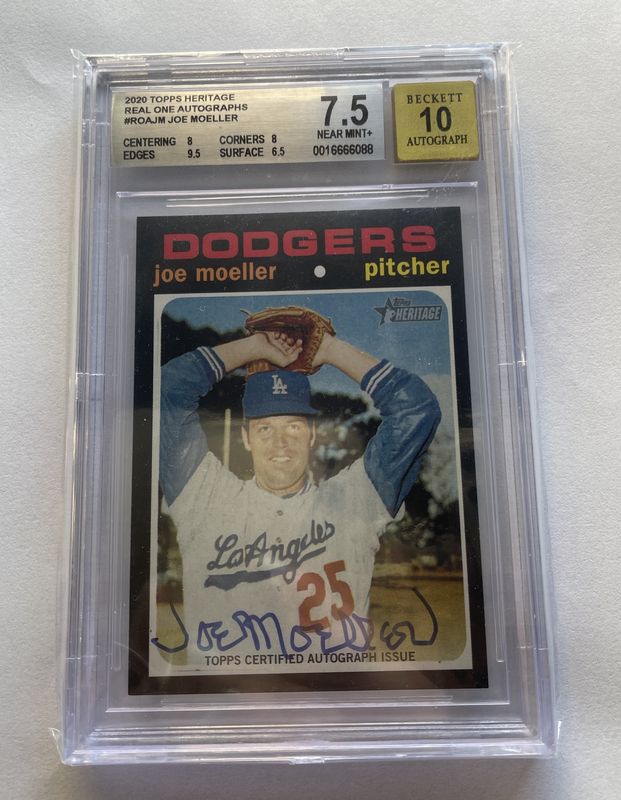 2020 TOPPS HERITAGE
REAL ONE AUTOGRAPHS
#ROAJM JOE MOELLER
CENTERING 8 CORNERS 8
EDGES 9.5 SURFACE 6.5
7.5
NEAR MINT+
0016666088
BECKETT
10
AUTOGRAPH
DODGERS
joe moeller • pitcher
Topps
HERITAGE
LA
Los Angeles
25
Joe Moeller
TOPPS CERTIFIED AUTOGRAPH ISSUE